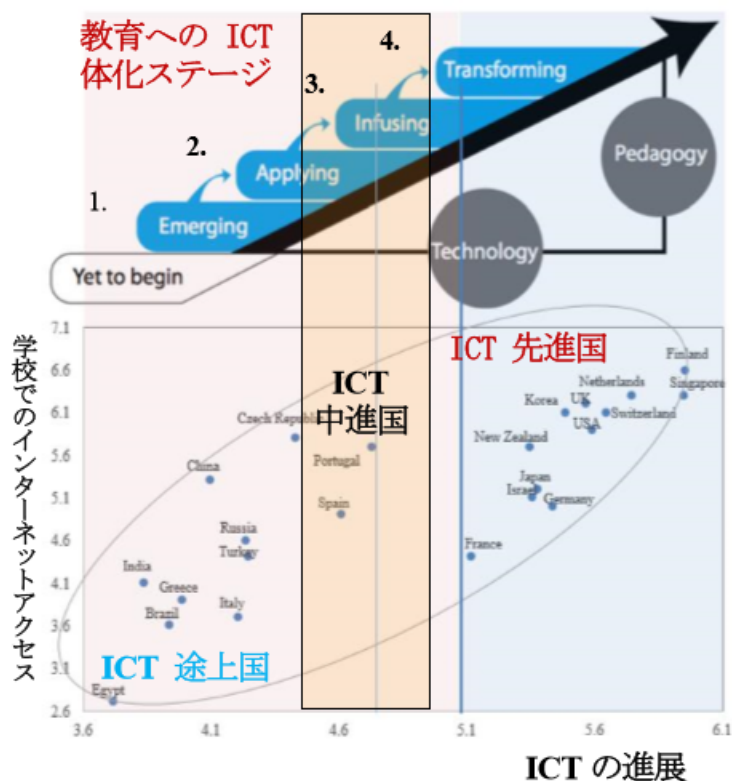 教育への ICT
体化ステージ
4.
Transforming
3.
Infusing
2.
Applying
Pedagogy
1.
Emerging
Technology
Yet to begin
学校でのインターネットアクセス
7.1
6.6
6.1
5.6
5.1
4.6
4.1
3.6
3.1
2.6
ICT 先進国
ICT
中進国
ICT 途上国
Finland
Singapore
Netherlands
Korea
UK
Switzerland
USA
New Zealand
Japan
Israel
Germany
France
Czech Republic
Portugal
Spain
China
Russia
Turkey
India
Greece
Brazil
Italy
Egypt
3.6
4.1
4.6
5.1
5.6
6.1
ICT の進展